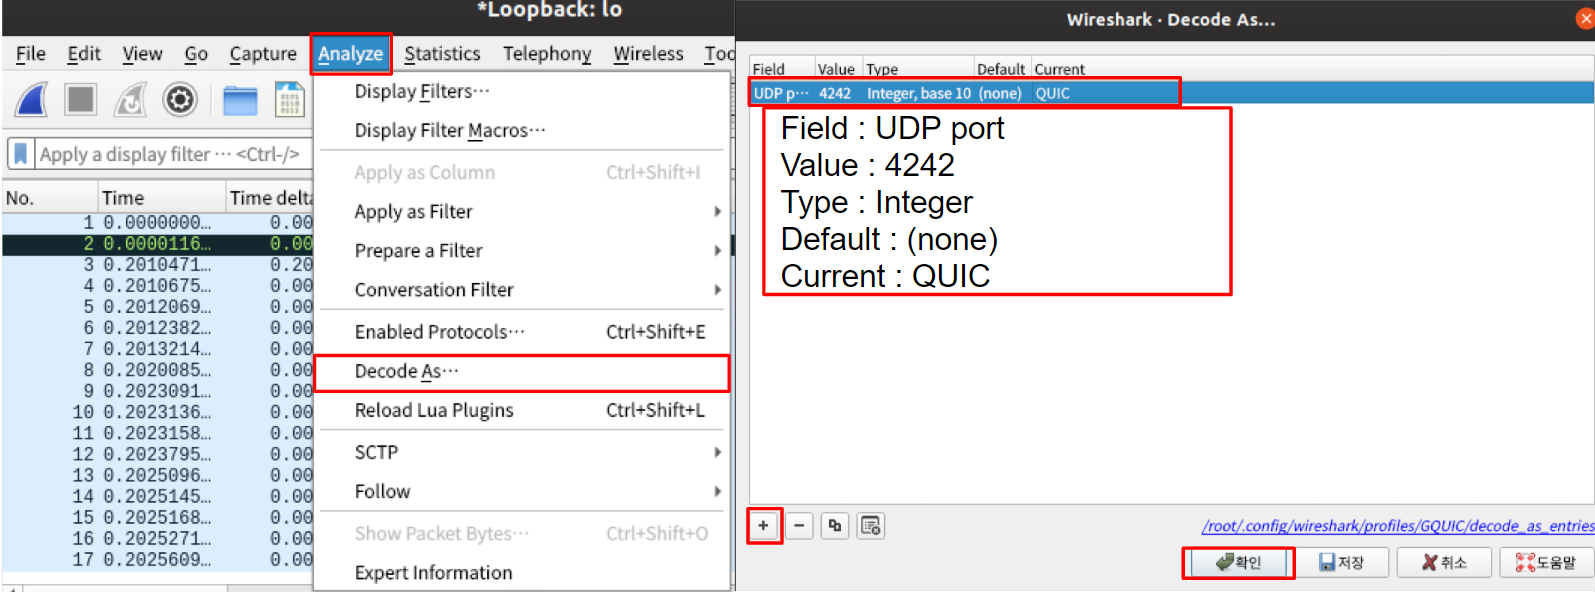 *Loopback: lo
File Edit View Go Capture Analyze Statistics Telephony Wireless
Apply a display filter ··· <Ctrl-/>
No. Time Time delta
1 0.0000000… 0.00
2 0.0000116… 0.00
3 0.2010471… 0.20
4 0.2010675… 0.00
5 0.2012069… 0.00
6 0.2012382… 0.00
7 0.2013214… 0.00
8 0.2020085… 0.00
9 0.2023091… 0.00
10 0.2023136… 0.00
11 0.2023158… 0.00
12 0.2023795… 0.00
13 0.2025096… 0.00
14 0.2025145… 0.00
15 0.2025168… 0.00
16 0.2025271… 0.00
17 0.2025609… 0.00
Display Filters···
Display Filter Macros···
Apply as Column Ctrl+Shift+I
Apply as Filter
Prepare a Filter
Conversation Filter
Enabled Protocols··· Ctrl+Shift+E
Decode As···
Reload Lua Plugins Ctrl+Shift+L
SCTP
Follow
Show Packet Bytes··· Ctrl+Shift+O
Expert Information
Wireshark · Decode As...
Field Value Type Default Current
UDP p··· 4242 Integer, base 10 (none) QUIC
Field : UDP port
Value : 4242
Type : Integer
Default : (none)
Current : QUIC
/root/.config/wireshark/profiles/GQUIC/decode_as_entries
확인 저장 취소 도움말